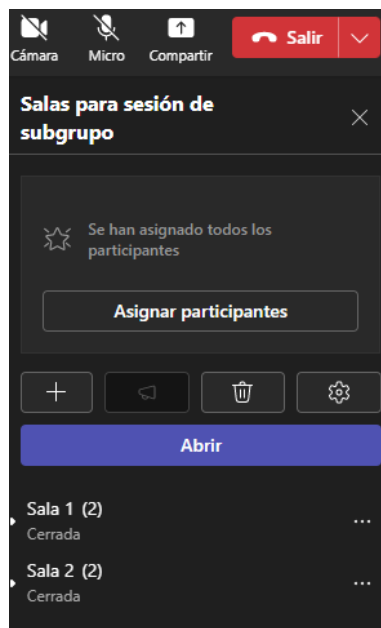 Cámara Micro Compartir Salir
Salas para sesión de
subgrupo
Se han asignado todos los
participantes
Asignar participantes
Abrir
Sala 1 (2)
Cerrada
Sala 2 (2)
Cerrada